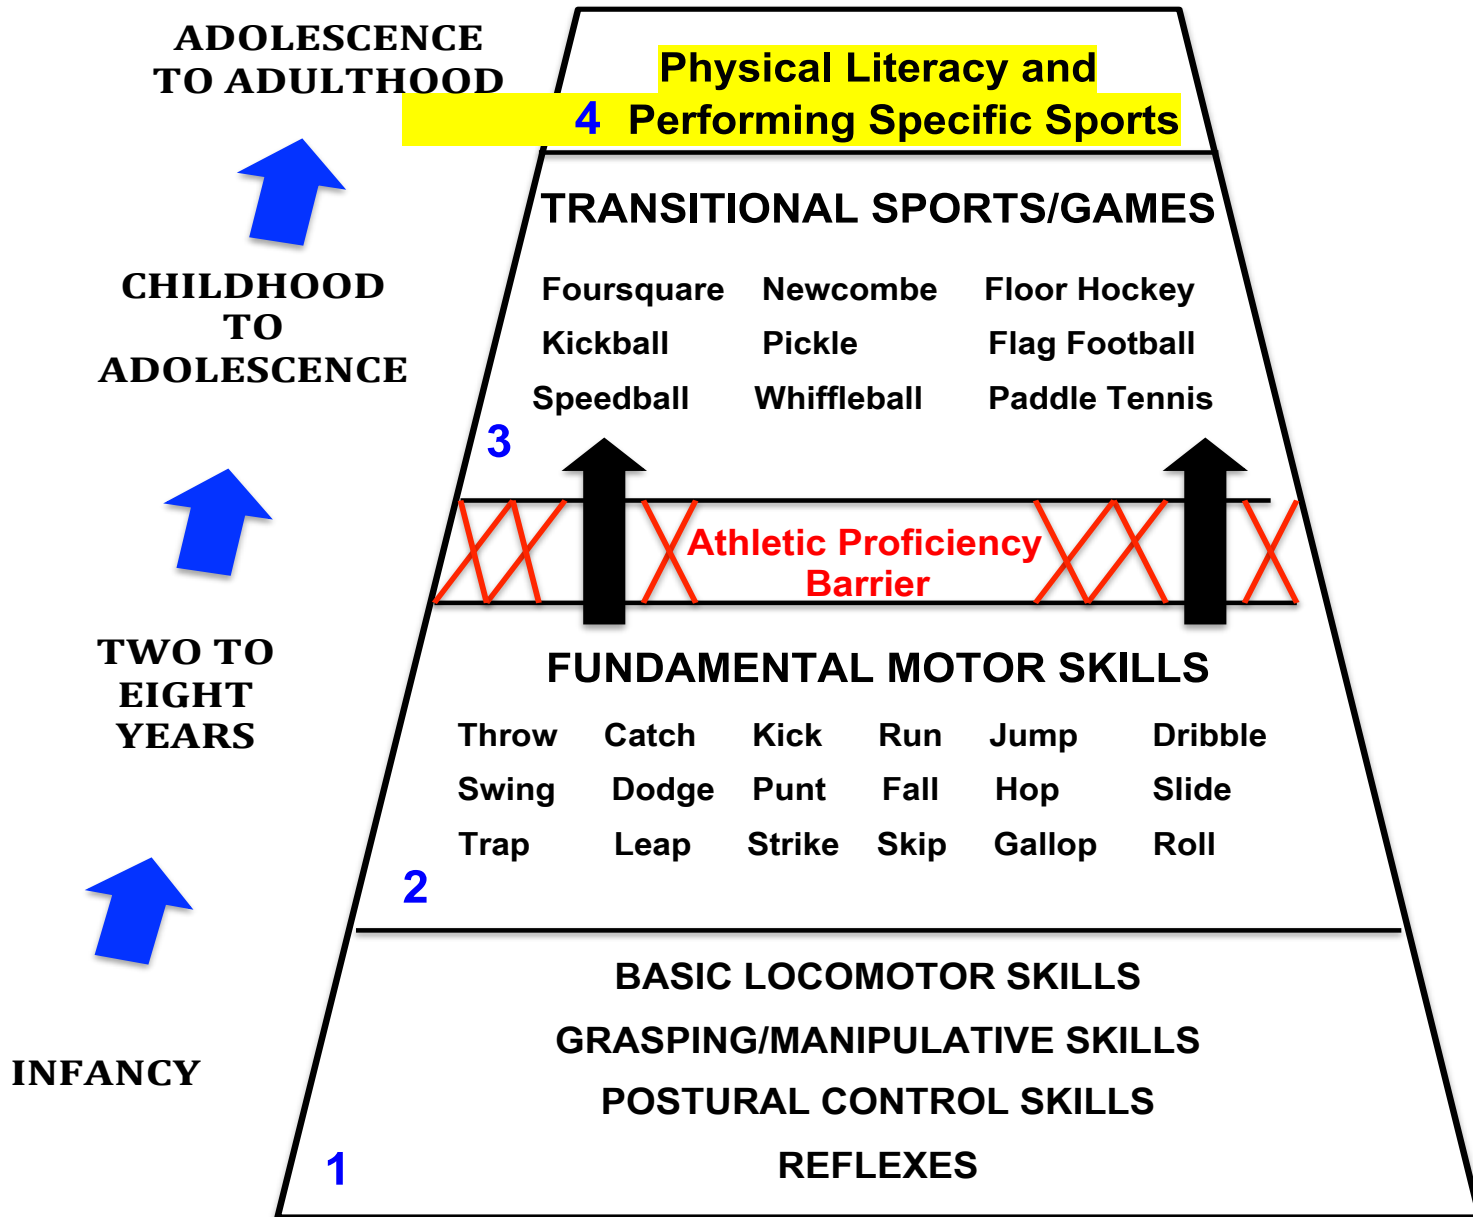 ADOLESCENCE
TO ADULTHOOD
Physical Literacy and
4 Performing Specific Sports
TRANSITIONAL SPORTS/GAMES
CHILDHOOD
TO
ADOLESCENCE
Foursquare Newcombe Floor Hockey
Kickball Pickle Flag Football
Speedball Whiffleball Paddle Tennis
3
Athletic Proficiency
Barrier
TWO TO
EIGHT
YEARS
FUNDAMENTAL MOTOR SKILLS
Throw Catch Kick Run Jump Dribble
Swing Dodge Punt Fall Hop Slide
Trap Leap Strike Skip Gallop Roll
2
BASIC LOCOMOTOR SKILLS
GRASPING/MANIPULATIVE SKILLS
INFANCY
POSTURAL CONTROL SKILLS
1
REFLEXES